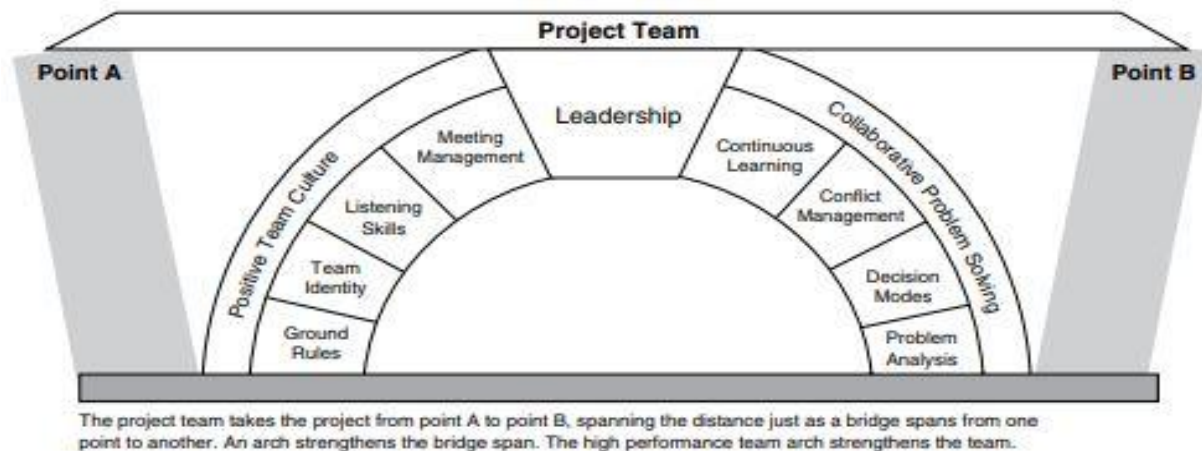 Project Team
Point A
Point B
Leadership
Positive Team Culture
Meeting
Management
Listening
Skills
Team
Identity
Ground
Rules
Collaborative Problem Solving
Continuous
Learning
Conflict
Management
Decision
Modes
Problem
Analysis
The project team takes the project from point A to point B, spanning the distance just as a bridge spans from one
point to another. An arch strengthens the bridge span. The high performance team arch strengthens the team.